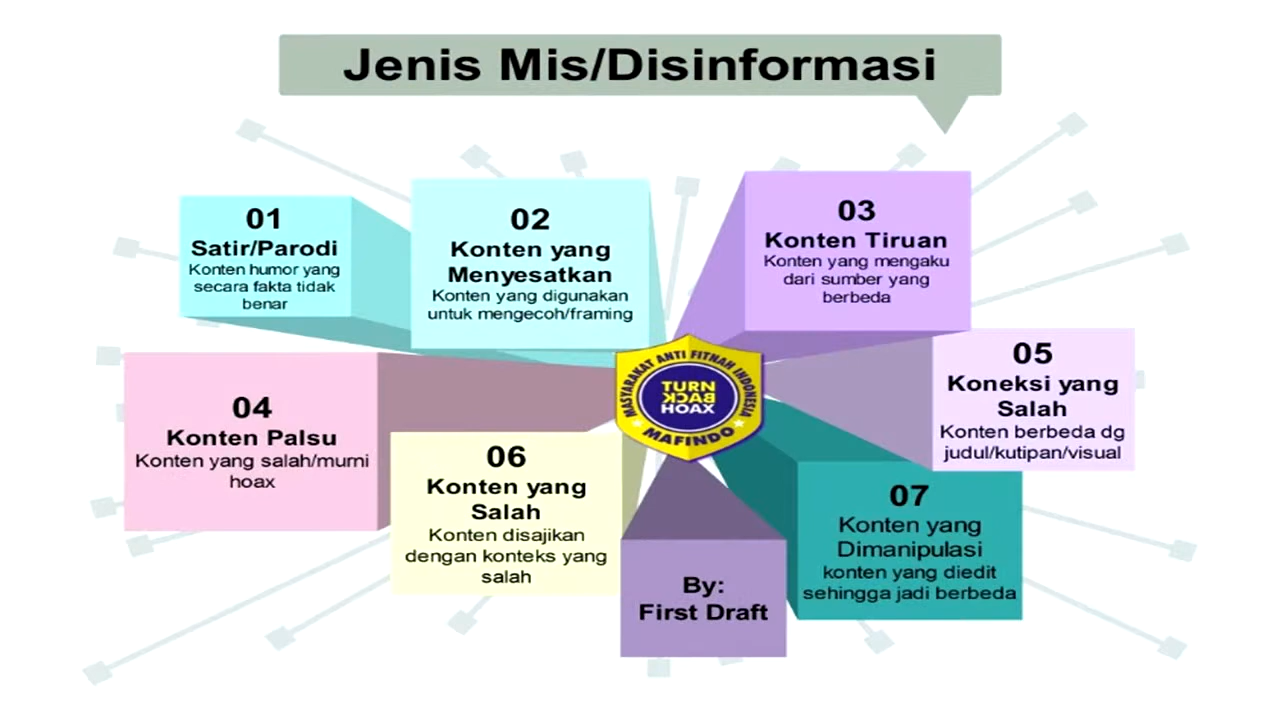 Jenis Mis/Disinformasi
01
Satir/Parodi
Konten humor yang
secara fakta tidak
benar
02
Konten yang
Menyesatkan
Konten yang digunakan
untuk mengecoh/framing
03
Konten Tiruan
Konten yang mengaku
dari sumber yang
berbeda
04
Konten Palsu
Konten yang salah/murni
hoax
05
Koneksi yang
Salah
Konten berbeda dg
judul/kutipan/visual
06
Konten yang
Salah
Konten disajikan
dengan konteks yang
salah
07
Konten yang
Dimanipulasi
konten yang diedit
sehingga jadi berbeda
MASYARAKAT ANTI FITNAH INDONESIA
TURN
BACK
HOAX
MAFINDO
By:
First Draft